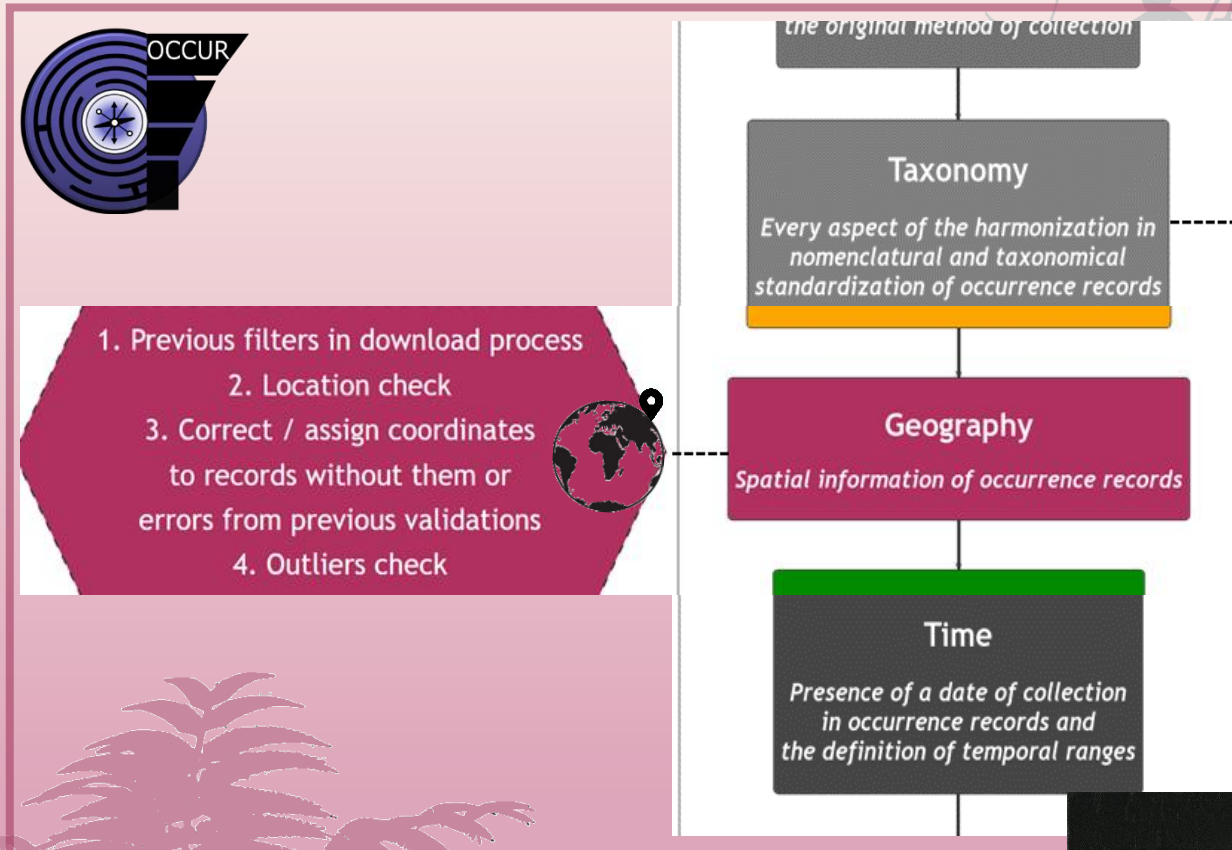 OCCUR
the original method of collection
Taxonomy
Every aspect of the harmonization in
nomenclatural and taxonomical
standardization of occurrence records
1. Previous filters in download process
2. Location check
3. Correct / assign coordinates
to records without them or
errors from previous validations
4. Outliers check
Geography
Spatial information of occurrence records
Time
Presence of a date of collection
in occurrence records and
the definition of temporal ranges